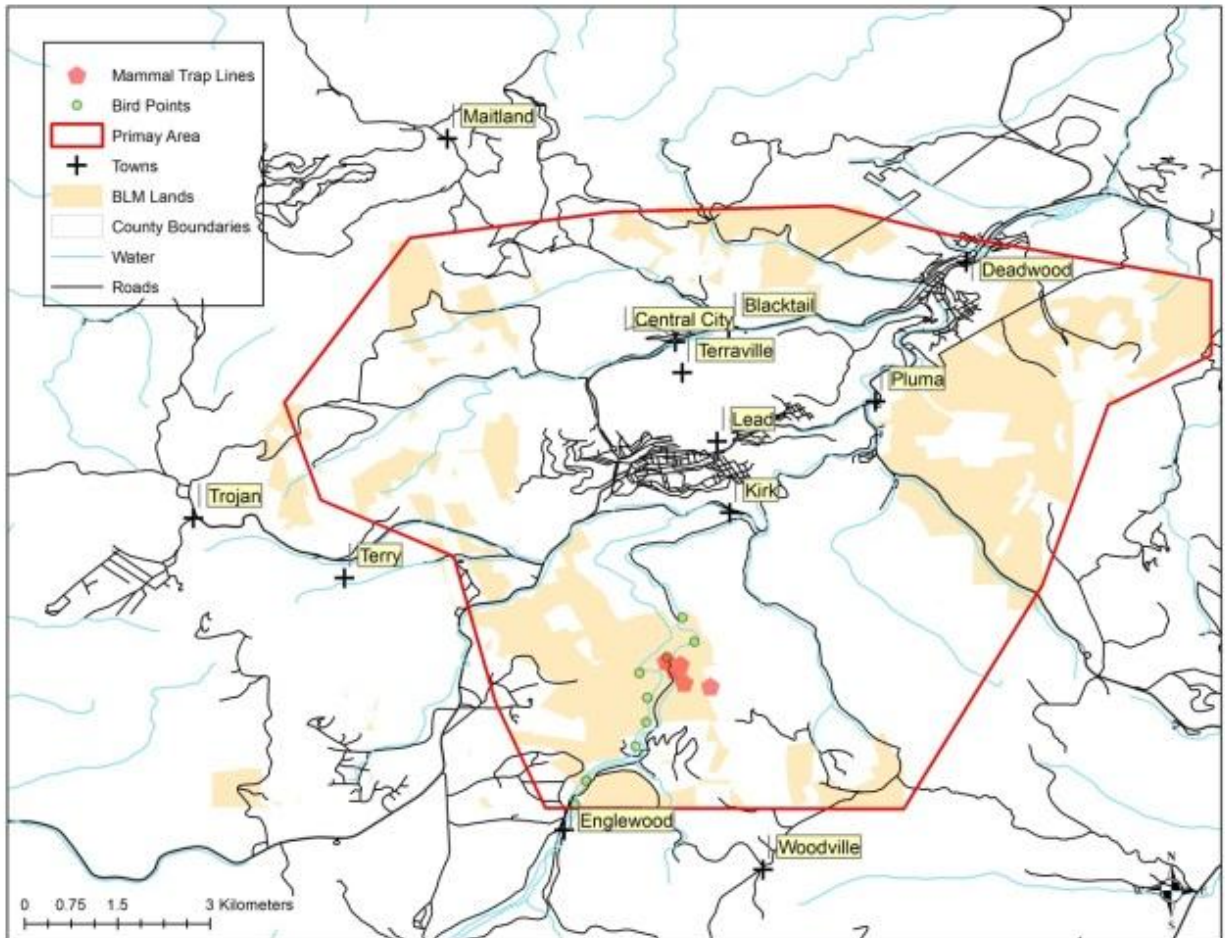 Mammal Trap Lines
Bird Points
Primay Area
Towns
BLM Lands
County Boundaries
Water
Roads
Maitland
Deadwood
Blacktail
Central City
Terraville
Pluma
Lead
Kirk
Trojan
Terry
Englewood
Woodville
N
W E
S
0 0.75 1.5 3 Kilometers